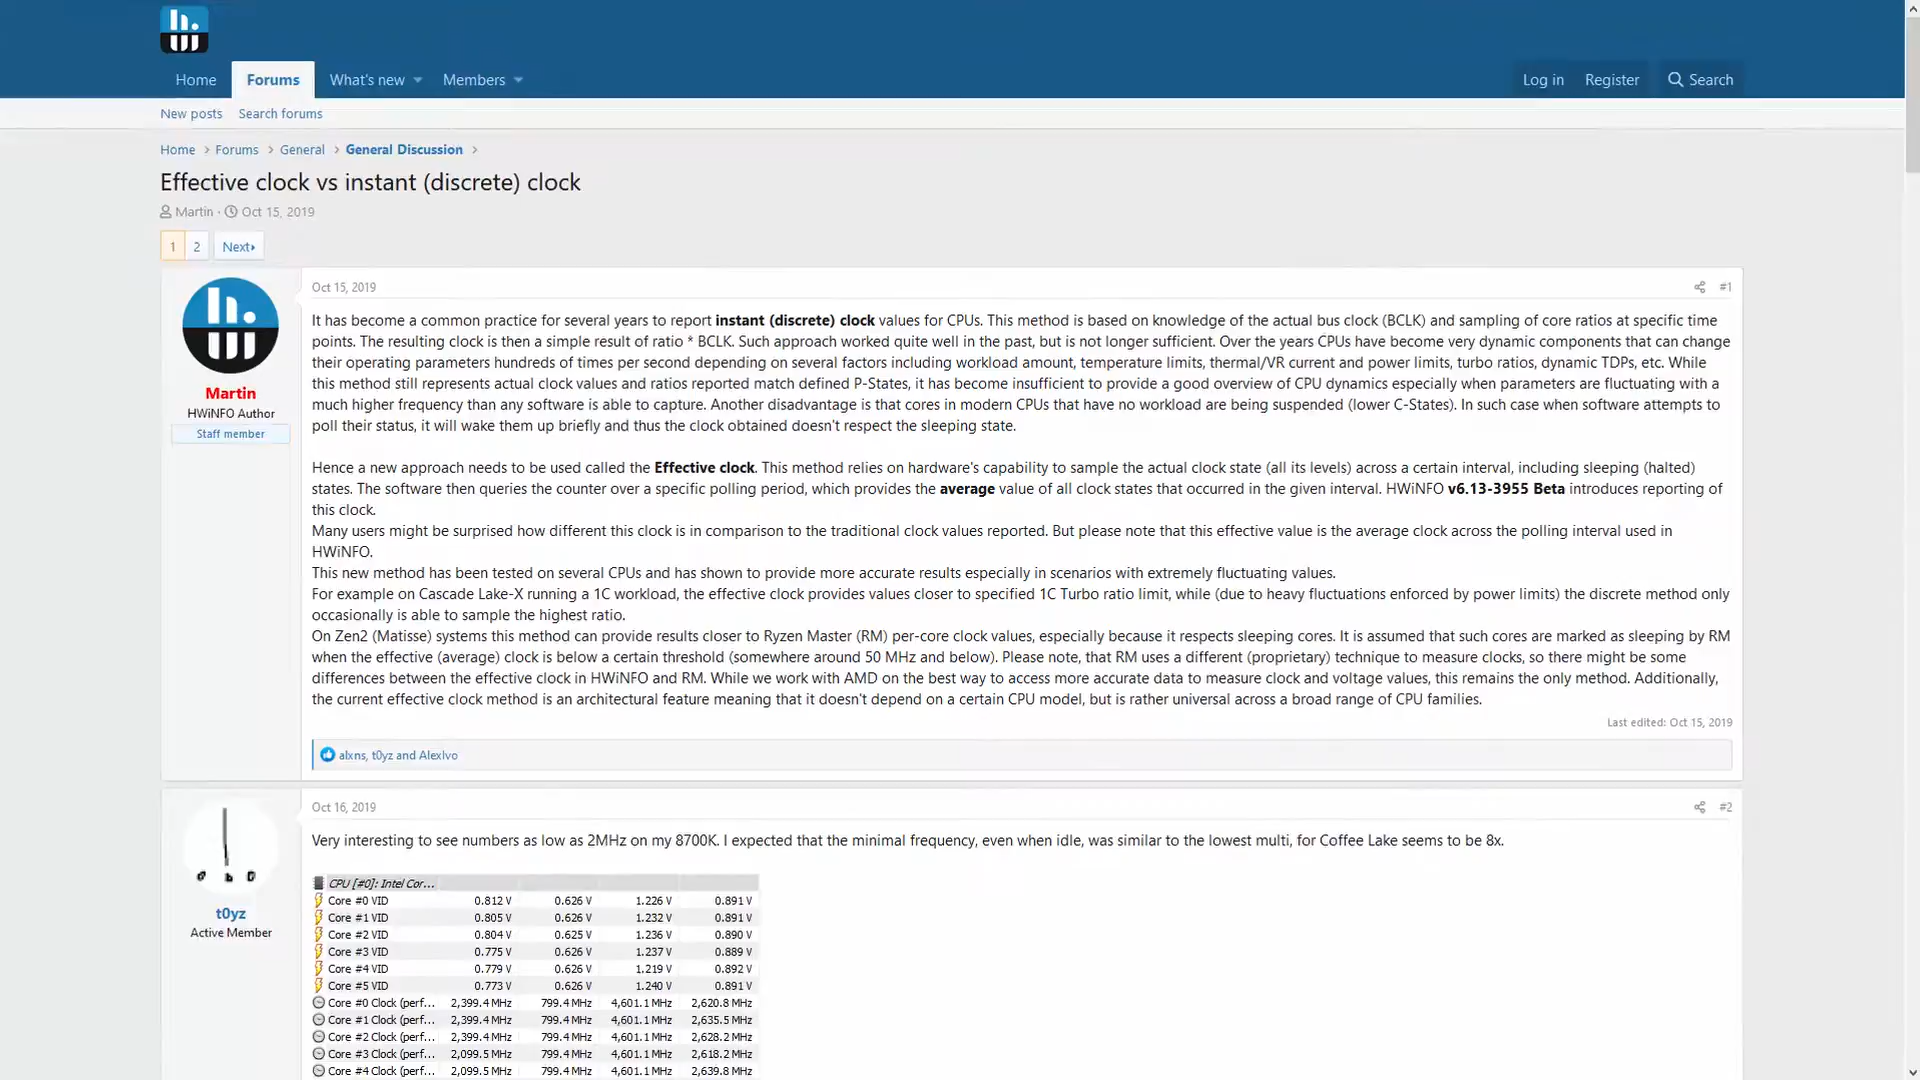 Home Forums What's new Members Log in Register Search
New posts Search forums
Home > Forums > General > General Discussion >
Effective clock vs instant (discrete) clock
Martin · Oct 15, 2019
1 2 Next
Oct 15, 2019 #1
Martin
HWiNFO Author
Staff member
It has become a common practice for several years to report instant (discrete) clock values for CPUs. This method is based on knowledge of the actual bus clock (BCLK) and sampling of core ratios at specific time
points. The resulting clock is then a simple result of ratio * BCLK. Such approach worked quite well in the past, but is not longer sufficient. Over the years CPUs have become very dynamic components that can change
their operating parameters hundreds of times per second depending on several factors including workload amount, temperature limits, thermal/VR current and power limits, turbo ratios, dynamic TDPs, etc. While
this method still represents actual clock values and ratios reported match defined P-States, it has become insufficient to provide a good overview of CPU dynamics especially when parameters are fluctuating with a
much higher frequency than any software is able to capture. Another disadvantage is that cores in modern CPUs that have no workload are being suspended (lower C-States). In such case when software attempts to
poll their status, it will wake them up briefly and thus the clock obtained doesn't respect the sleeping state.
Hence a new approach needs to be used called the Effective clock. This method relies on hardware's capability to sample the actual clock state (all its levels) across a certain interval, including sleeping (halted)
states. The software then queries the counter over a specific polling period, which provides the average value of all clock states that occurred in the given interval. HWiNFO v6.13-3955 Beta introduces reporting of
this clock.
Many users might be surprised how different this clock is in comparison to the traditional clock values reported. But please note that this effective value is the average clock across the polling interval used in
HWiNFO.
This new method has been tested on several CPUs and has shown to provide more accurate results especially in scenarios with extremely fluctuating values.
For example on Cascade Lake-X running a 1C workload, the effective clock provides values closer to specified 1C Turbo ratio limit, while (due to heavy fluctuations enforced by power limits) the discrete method only
occasionally is able to sample the highest ratio.
On Zen2 (Matisse) systems this method can provide results closer to Ryzen Master (RM) per-core clock values, especially because it respects sleeping cores. It is assumed that such cores are marked as sleeping by RM
when the effective (average) clock is below a certain threshold (somewhere around 50 MHz and below). Please note, that RM uses a different (proprietary) technique to measure clocks, so there might be some
differences between the effective clock in HWiNFO and RM. While we work with AMD on the best way to access more accurate data to measure clock and voltage values, this remains the only method. Additionally,
the current effective clock method is an architectural feature meaning that it doesn't depend on a certain CPU model, but is rather universal across a broad range of CPU families.
Last edited: Oct 15, 2019
alxns, t0yz and AlexIvo
Oct 16, 2019 #2
t0yz
Active Member
Very interesting to see numbers as low as 2MHz on my 8700K. I expected that the minimal frequency, even when idle, was similar to the lowest multi, for Coffee Lake seems to be 8x.
CPU [#0]: Intel Cor...
Core #0 VID 0.812 V 0.626 V 1.226 V 0.891 V
Core #1 VID 0.805 V 0.626 V 1.232 V 0.891 V
Core #2 VID 0.804 V 0.625 V 1.236 V 0.890 V
Core #3 VID 0.775 V 0.626 V 1.237 V 0.889 V
Core #4 VID 0.779 V 0.626 V 1.219 V 0.892 V
Core #5 VID 0.773 V 0.626 V 1.240 V 0.891 V
Core #0 Clock (perf... 2,399.4 MHz 799.4 MHz 4,601.1 MHz 2,620.8 MHz
Core #1 Clock (perf... 2,399.4 MHz 799.4 MHz 4,601.1 MHz 2,635.5 MHz
Core #2 Clock (perf... 2,399.4 MHz 799.4 MHz 4,601.1 MHz 2,628.2 MHz
Core #3 Clock (perf... 2,099.5 MHz 799.4 MHz 4,601.1 MHz 2,618.2 MHz
Core #4 Clock (perf... 2,099.5 MHz 799.4 MHz 4,601.1 MHz 2,639.8 MHz